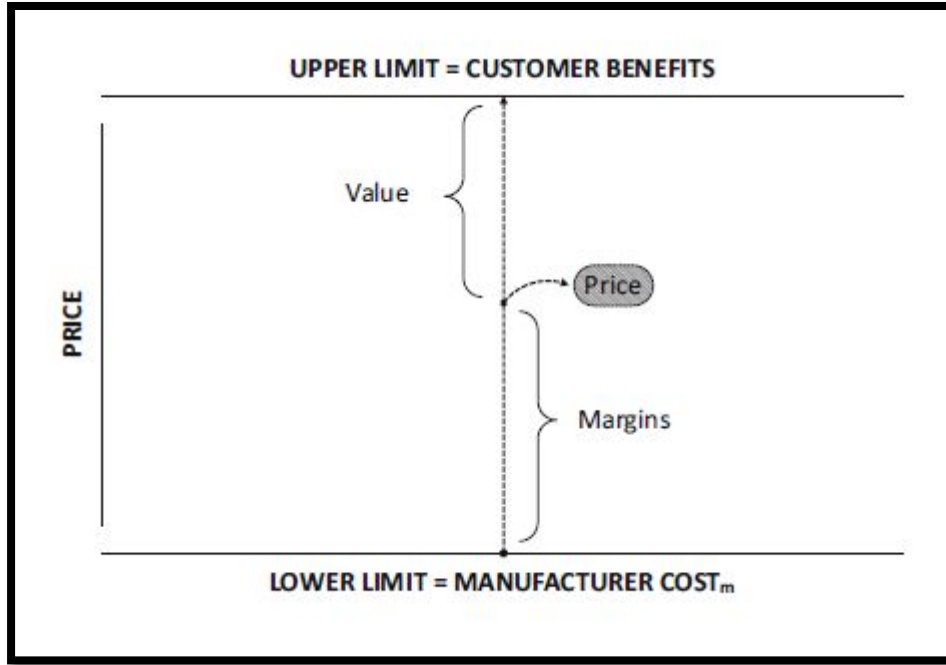 UPPER LIMIT = CUSTOMER BENEFITS
Value
Price
PRICE
Margins
LOWER LIMIT = MANUFACTURER COSTm